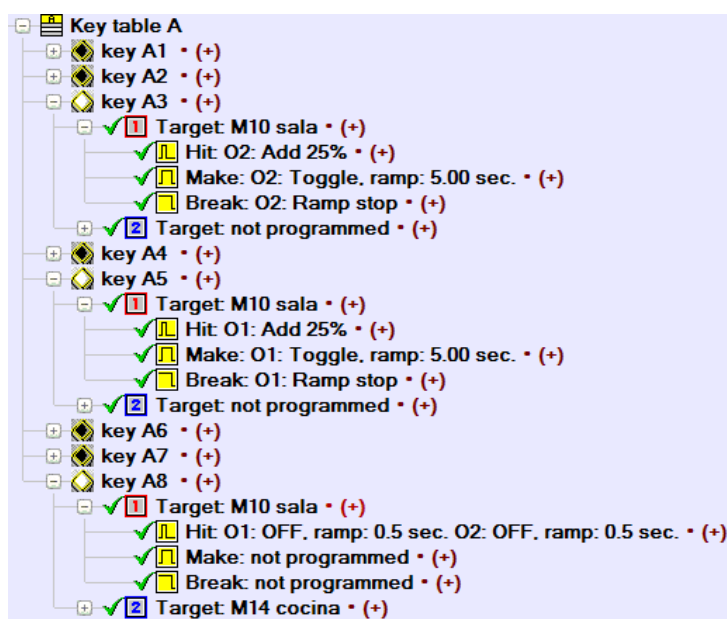 Key table A
key A1 • (+)
key A2 • (+)
key A3 • (+)
1 Target: M10 sala • (+)
Hit: O2: Add 25% • (+)
Make: O2: Toggle, ramp: 5.00 sec. • (+)
Break: O2: Ramp stop • (+)
2 Target: not programmed • (+)
key A4 • (+)
key A5 • (+)
1 Target: M10 sala • (+)
Hit: O1: Add 25% • (+)
Make: O1: Toggle, ramp: 5.00 sec. • (+)
Break: O1: Ramp stop • (+)
2 Target: not programmed • (+)
key A6 • (+)
key A7 • (+)
key A8 • (+)
1 Target: M10 sala • (+)
Hit: O1: OFF, ramp: 0.5 sec. O2: OFF, ramp: 0.5 sec. • (+)
Make: not programmed • (+)
Break: not programmed • (+)
2 Target: M14 cocina • (+)